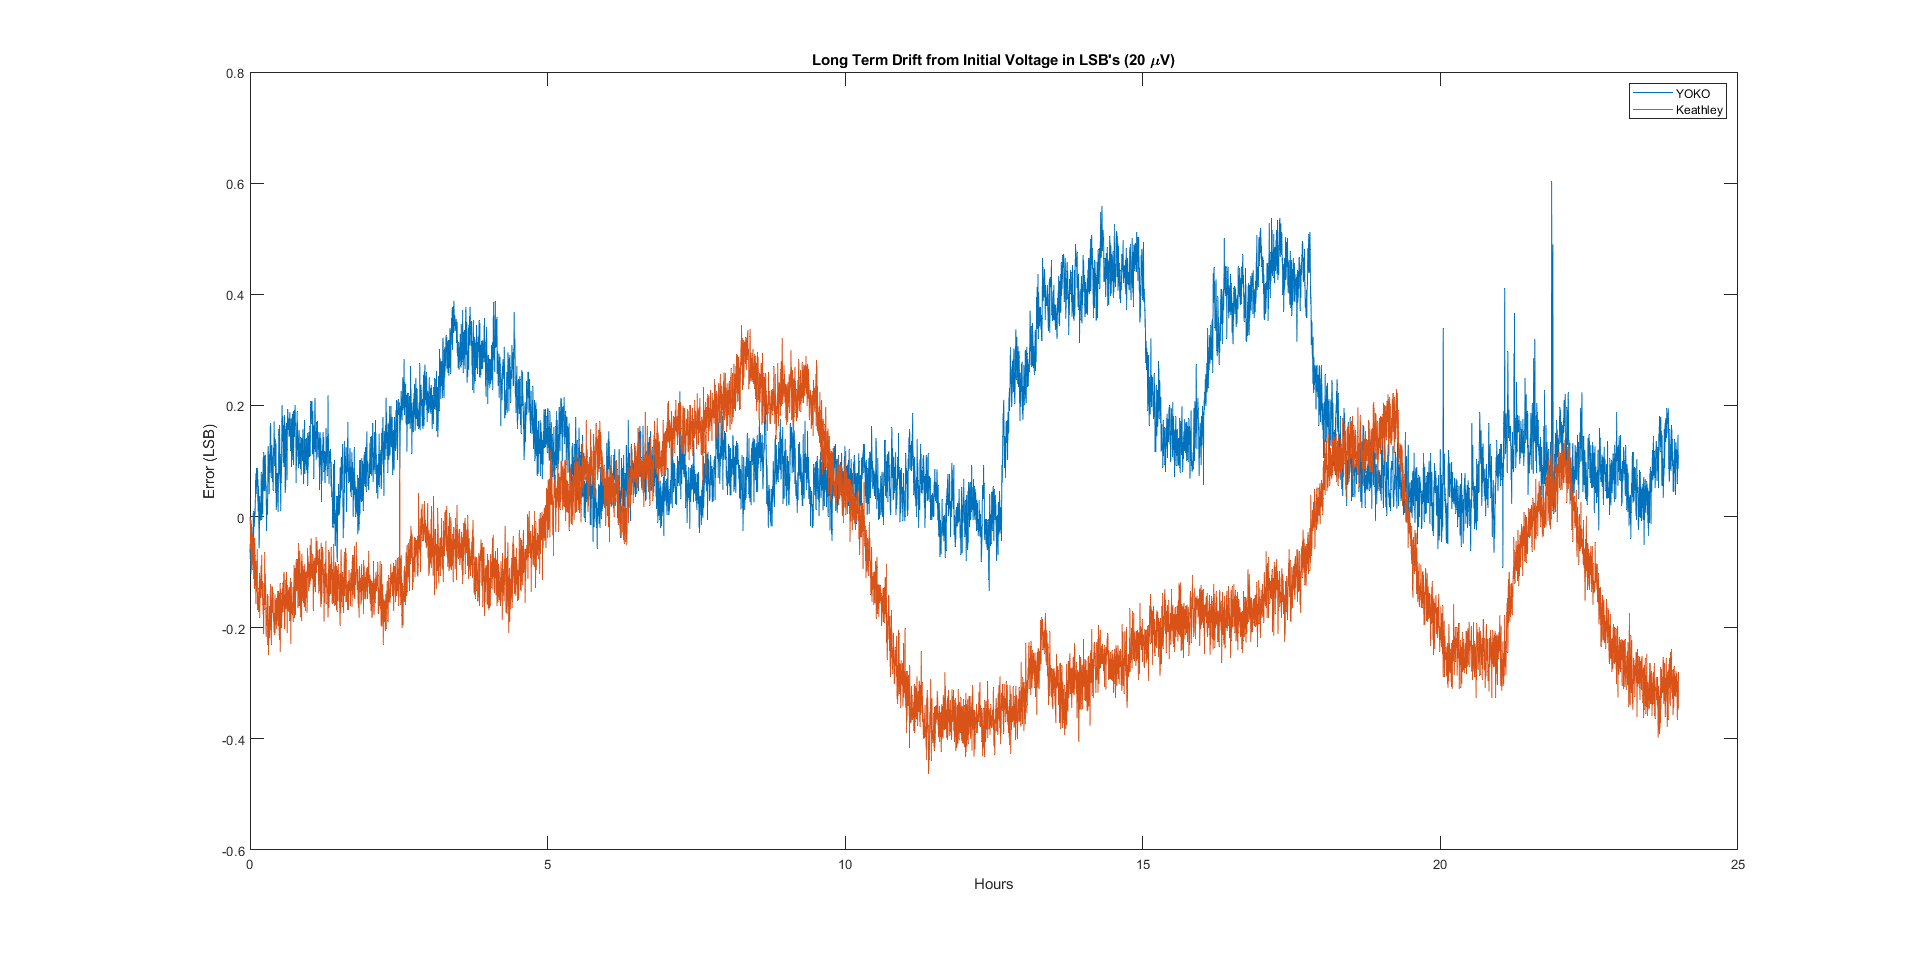 Long Term Drift from Initial Voltage in LSB's (20 μV)
YOKO
Keathley
Error (LSB)
0.8
0.6
0.4
0.2
0
-0.2
-0.4
-0.6
0 5 10 15 20 25
Hours